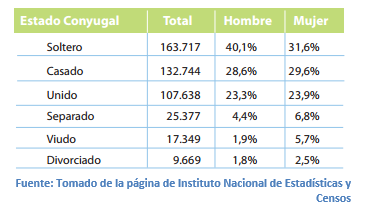 Estado Conyugal Total Hombre Mujer
Soltero 163.717 40,1% 31,6%
Casado 132.744 28,6% 29,6%
Unido 107.638 23,3% 23,9%
Separado 25.377 4,4% 6,8%
Viudo 17.349 1,9% 5,7%
Divorciado 9.669 1,8% 2,5%
Fuente: Tomado de la página de Instituto Nacional de Estadísticas y
Censos